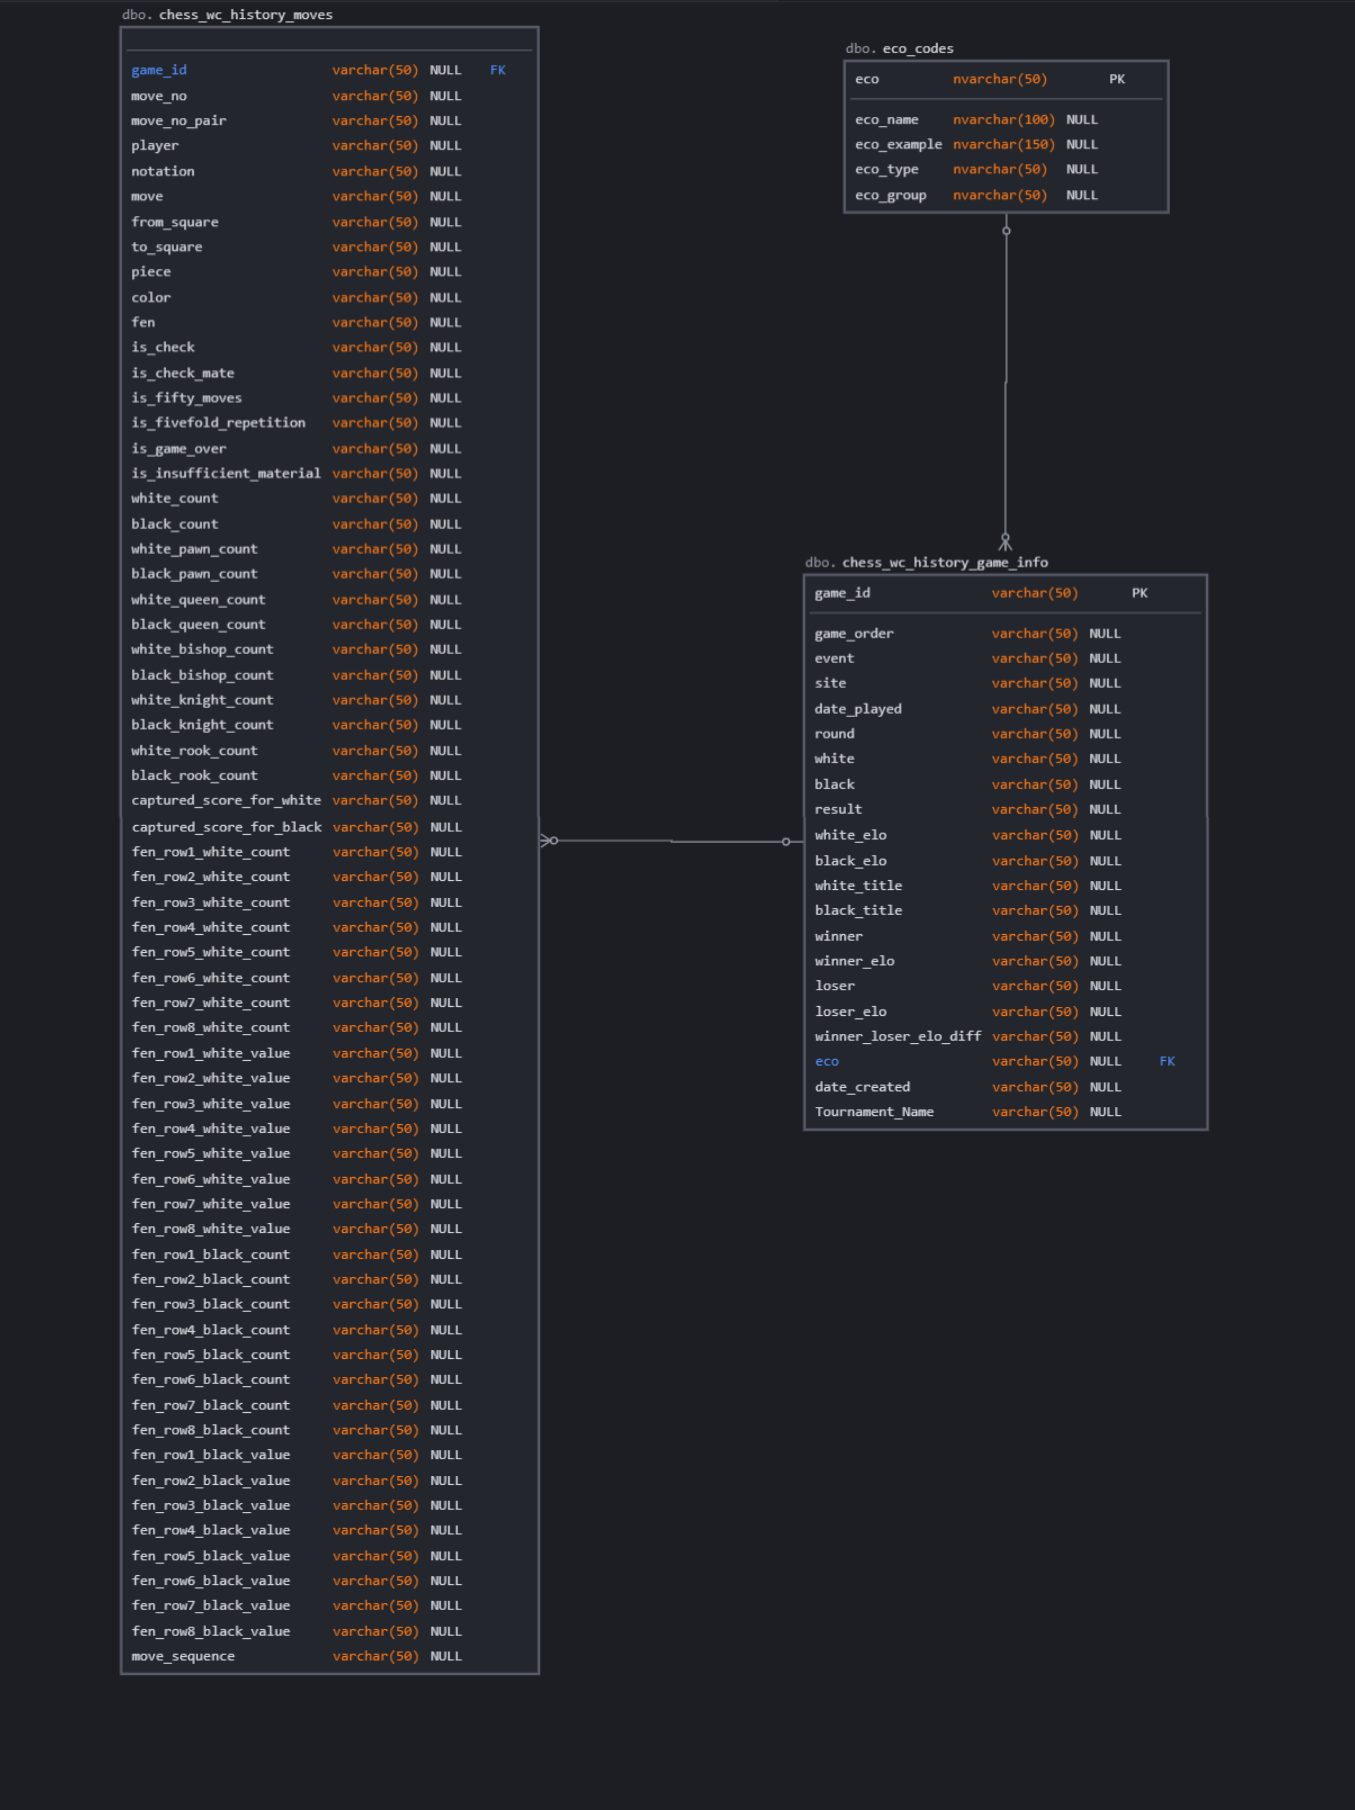 dbo. chess_wc_history_moves
game_id varchar(50) NULL FK
move_no varchar(50) NULL
move_no_pair varchar(50) NULL
player varchar(50) NULL
notation varchar(50) NULL
move varchar(50) NULL
from_square varchar(50) NULL
to_square varchar(50) NULL
piece varchar(50) NULL
color varchar(50) NULL
fen varchar(50) NULL
is_check varchar(50) NULL
is_check_mate varchar(50) NULL
is_fifty_moves varchar(50) NULL
is_fivefold_repetition varchar(50) NULL
is_game_over varchar(50) NULL
is_insufficient_material varchar(50) NULL
white_count varchar(50) NULL
black_count varchar(50) NULL
white_pawn_count varchar(50) NULL
black_pawn_count varchar(50) NULL
white_queen_count varchar(50) NULL
black_queen_count varchar(50) NULL
white_bishop_count varchar(50) NULL
black_bishop_count varchar(50) NULL
white_knight_count varchar(50) NULL
black_knight_count varchar(50) NULL
white_rook_count varchar(50) NULL
black_rook_count varchar(50) NULL
captured_score_for_white varchar(50) NULL
captured_score_for_black varchar(50) NULL
fen_row1_white_count varchar(50) NULL
fen_row2_white_count varchar(50) NULL
fen_row3_white_count varchar(50) NULL
fen_row4_white_count varchar(50) NULL
fen_row5_white_count varchar(50) NULL
fen_row6_white_count varchar(50) NULL
fen_row7_white_count varchar(50) NULL
fen_row8_white_count varchar(50) NULL
fen_row1_white_value varchar(50) NULL
fen_row2_white_value varchar(50) NULL
fen_row3_white_value varchar(50) NULL
fen_row4_white_value varchar(50) NULL
fen_row5_white_value varchar(50) NULL
fen_row6_white_value varchar(50) NULL
fen_row7_white_value varchar(50) NULL
fen_row8_white_value varchar(50) NULL
fen_row1_black_count varchar(50) NULL
fen_row2_black_count varchar(50) NULL
fen_row3_black_count varchar(50) NULL
fen_row4_black_count varchar(50) NULL
fen_row5_black_count varchar(50) NULL
fen_row6_black_count varchar(50) NULL
fen_row7_black_count varchar(50) NULL
fen_row8_black_count varchar(50) NULL
fen_row1_black_value varchar(50) NULL
fen_row2_black_value varchar(50) NULL
fen_row3_black_value varchar(50) NULL
fen_row4_black_value varchar(50) NULL
fen_row5_black_value varchar(50) NULL
fen_row6_black_value varchar(50) NULL
fen_row7_black_value varchar(50) NULL
fen_row8_black_value varchar(50) NULL
move_sequence varchar(50) NULL
dbo. eco_codes
eco nvarchar(50) PK
eco_name nvarchar(100) NULL
eco_example nvarchar(150) NULL
eco_type nvarchar(50) NULL
eco_group nvarchar(50) NULL
dbo. chess_wc_history_game_info
game_id varchar(50) PK
game_order varchar(50) NULL
event varchar(50) NULL
site varchar(50) NULL
date_played varchar(50) NULL
round varchar(50) NULL
white varchar(50) NULL
black varchar(50) NULL
result varchar(50) NULL
white_elo varchar(50) NULL
black_elo varchar(50) NULL
white_title varchar(50) NULL
black_title varchar(50) NULL
winner varchar(50) NULL
winner_elo varchar(50) NULL
loser varchar(50) NULL
loser_elo varchar(50) NULL
winner_loser_elo_diff varchar(50) NULL
eco varchar(50) NULL FK
date_created varchar(50) NULL
Tournament_Name varchar(50) NULL